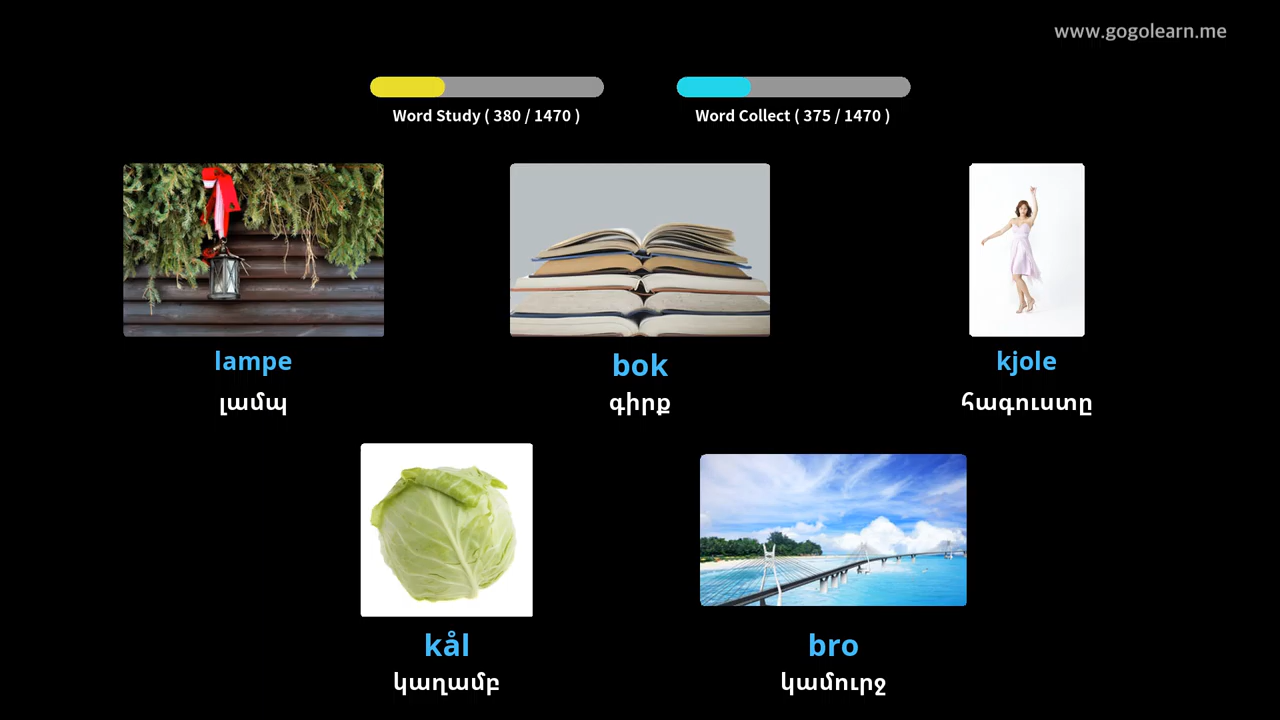 www.gogolearn.me
Word Study ( 380 / 1470 )
Word Collect ( 375 / 1470 )
lampe
bok
kjole
լամպ
գիրք
հագուստը
kål
bro
կաղամբ
կամուրջ